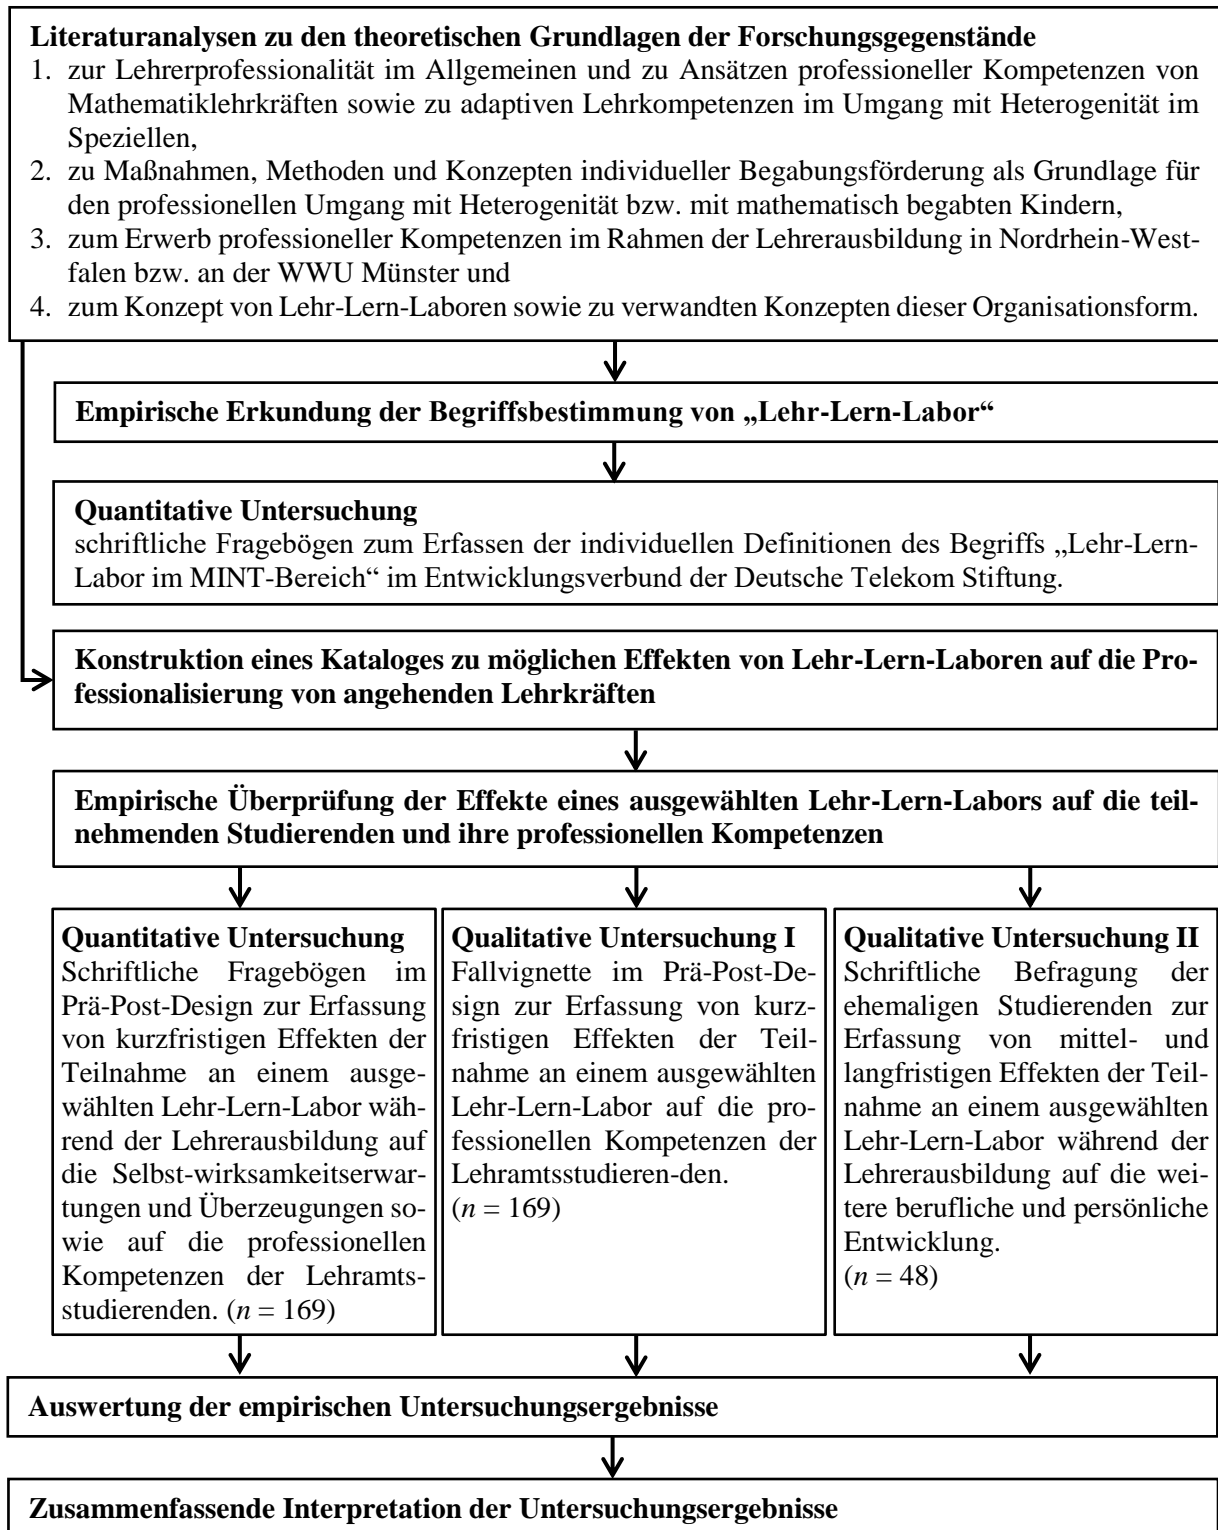 Literaturanalysen zu den theoretischen Grundlagen der Forschungsgegenstände
1. zur Lehrerprofessionalität im Allgemeinen und zu Ansätzen professioneller Kompetenzen von
Mathematiklehrkräften sowie zu adaptiven Lehrkompetenzen im Umgang mit Heterogenität im
Speziellen,
2. zu Maßnahmen, Methoden und Konzepten individueller Begabungsförderung als Grundlage für
den professionellen Umgang mit Heterogenität bzw. mit mathematisch begabten Kindern,
3. zum Erwerb professioneller Kompetenzen im Rahmen der Lehrerausbildung in Nordrhein-West-
falen bzw. an der WWU Münster und
4. zum Konzept von Lehr-Lern-Laboren sowie zu verwandten Konzepten dieser Organisationsform.
Empirische Erkundung der Begriffsbestimmung von „Lehr-Lern-Labor“
Quantitative Untersuchung
schriftliche Fragebögen zum Erfassen der individuellen Definitionen des Begriffs „Lehr-Lern-
Labor im MINT-Bereich“ im Entwicklungsverbund der Deutsche Telekom Stiftung.
Konstruktion eines Kataloges zu möglichen Effekten von Lehr-Lern-Laboren auf die Pro-
fessionalisierung von angehenden Lehrkräften
Empirische Überprüfung der Effekte eines ausgewählten Lehr-Lern-Labors auf die teil-
nehmenden Studierenden und ihre professionellen Kompetenzen
Quantitative Untersuchung
Schriftliche Fragebögen im
Prä-Post-Design zur Erfassung
von kurzfristigen Effekten der
Teilnahme an einem ausge-
wählten Lehr-Lern-Labor wäh-
rend der Lehrerausbildung auf
die Selbst-wirksamkeitserwar-
tungen und Überzeugungen so-
wie auf die professionellen
Kompetenzen der Lehramts-
studierenden. (n = 169)
Qualitative Untersuchung I
Fallvignette im Prä-Post-De-
sign zur Erfassung von kurz-
fristigen Effekten der Teil-
nahme an einem ausgewählten
Lehr-Lern-Labor auf die pro-
fessionellen Kompetenzen der
Lehramtsstudieren-den.
(n = 169)
Qualitative Untersuchung II
Schriftliche Befragung der
ehemaligen Studierenden zur
Erfassung von mittel- und
langfristigen Effekten der Teil-
nahme an einem ausgewählten
Lehr-Lern-Labor während der
Lehrerausbildung auf die wei-
tere berufliche und persönliche
Entwicklung.
(n = 48)
Auswertung der empirischen Untersuchungsergebnisse
Zusammenfassende Interpretation der Untersuchungsergebnisse